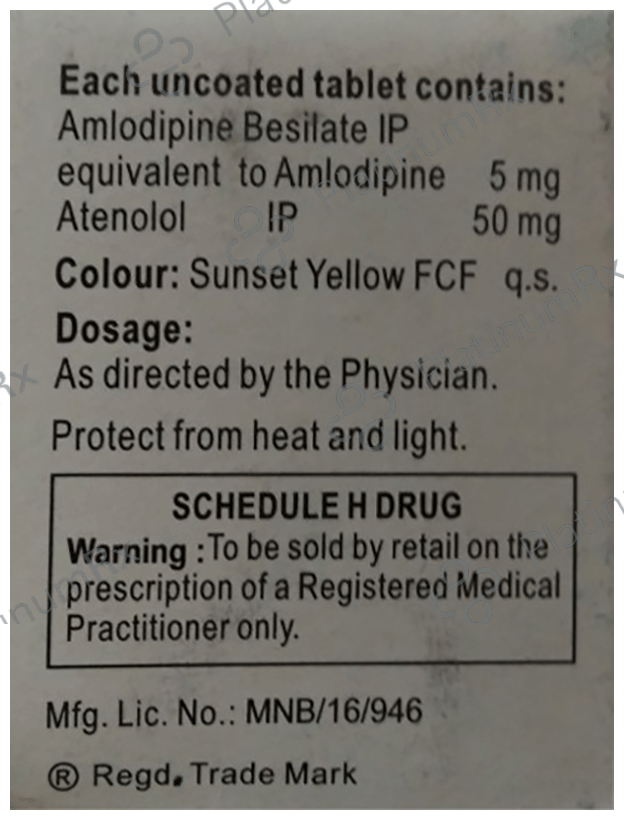 Each uncoated tablet contains:
Amlodipine Besilate IP
equivalent to Amlodipine 5 mg
Atenolol IP 50 mg
Colour: Sunset Yellow FCF q.s.
Dosage:
As directed by the Physician.
Protect from heat and light.
SCHEDULE H DRUG
Warning : To be sold by retail on the
prescription of a Registered Medical
Practitioner only.
Mfg. Lic. No.: MNB/16/946
® Regd. Trade Mark